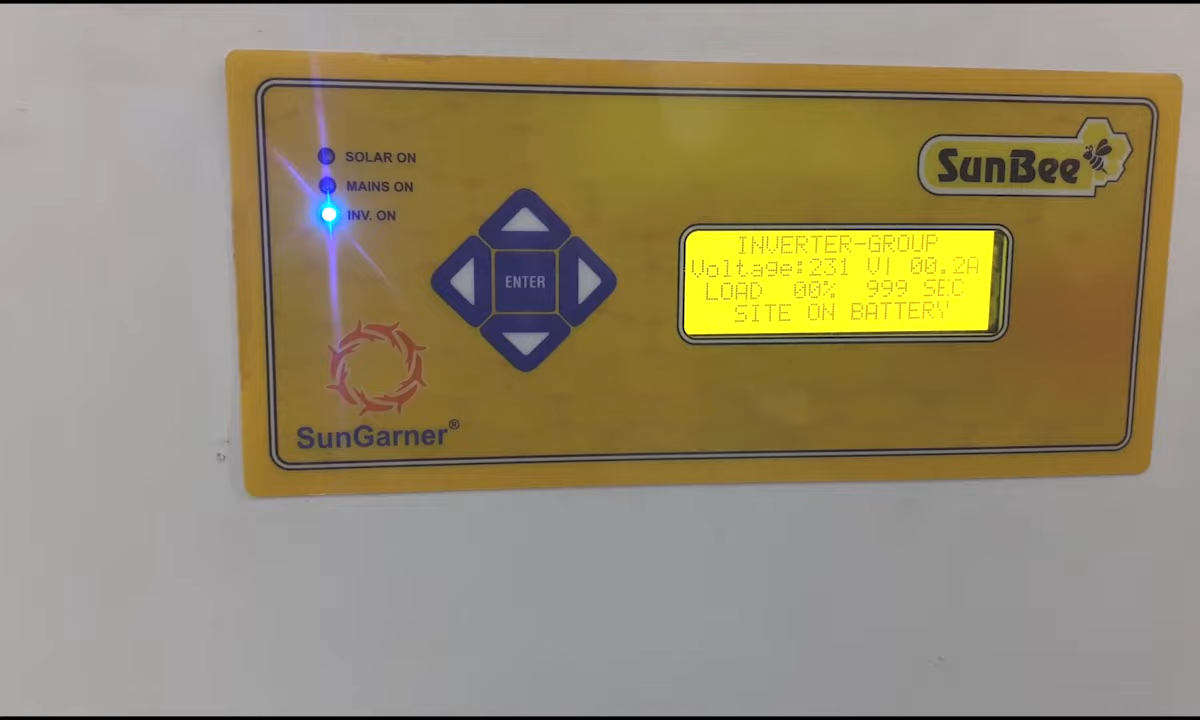 SOLAR ON
MAINS ON
INV. ON
ENTER
SunGarner®
SunBee
INVERTER-GROUP
Voltage:231 V| 00.2A
LOAD 00% 999 SEC
SITE ON BATTERY